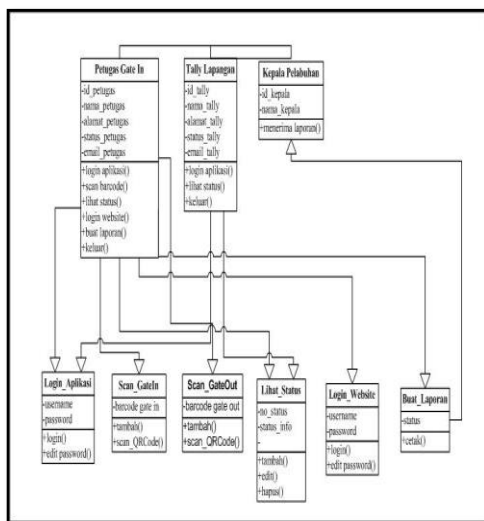 Petugas Gate In
-id_petugas
-nama_petugas
-alamat_petugas
-status_petugas
-email_petugas
+login aplikasi()
+scan barcode()
+lihat status()
+login website()
+buat laporan()
+keluar()
Tally Lapangan
-id_tally
-nama_tally
-alamat_tally
-status_tally
-email_tally
+login aplikasi()
+lihat status()
+keluar()
Kepala Pelabuhan
-id_kepala
-nama_kepala
+menerima laporan()
Login_Aplikasi
-username
-password
+login()
+edit password()
Scan_GateIn
-barcode gate in
+tambah()
+scan_QRCode()
Scan_GateOut
-barcode gate out
+tambah()
+scan_QRCode()
Lihat_Status
-no_status
-status_info
-
+tambah()
+edit()
+hapus()
Login_Website
-username
-password
+login()
+edit password()
Buat_Laporan
-status
+cetak()